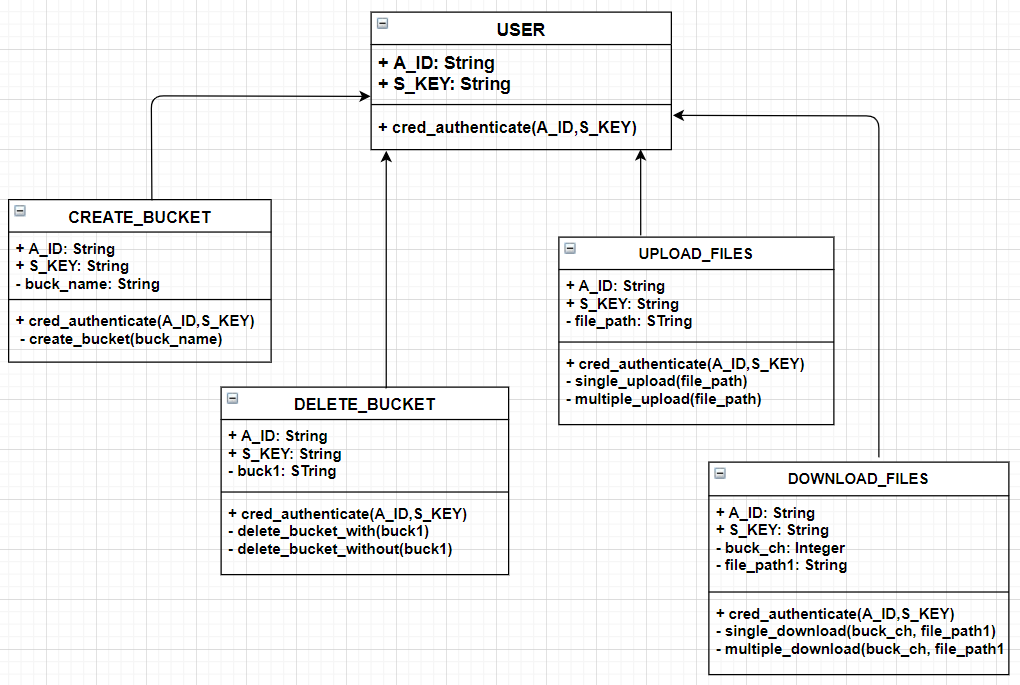 USER
+ A_ID: String
+ S_KEY: String
+ cred_authenticate(A_ID,S_KEY)
CREATE_BUCKET
+ A_ID: String
+ S_KEY: String
- buck_name: String
+ cred_authenticate(A_ID,S_KEY)
- create_bucket(buck_name)
DELETE_BUCKET
+ A_ID: String
+ S_KEY: String
- buck1: STring
+ cred_authenticate(A_ID,S_KEY)
- delete_bucket_with(buck1)
- delete_bucket_without(buck1)
UPLOAD_FILES
+ A_ID: String
+ S_KEY: String
- file_path: STring
+ cred_authenticate(A_ID,S_KEY)
- single_upload(file_path)
- multiple_upload(file_path)
DOWNLOAD_FILES
+ A_ID: String
+ S_KEY: String
- buck_ch: Integer
- file_path1: String
+ cred_authenticate(A_ID,S_KEY)
- single_download(buck_ch, file_path1)
- multiple_download(buck_ch, file_path1